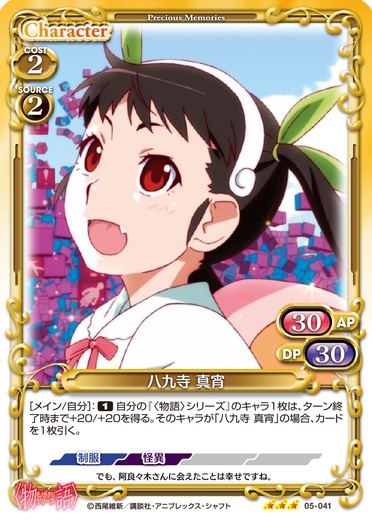 Precious Memories
Character
COST
2
SOURCE
2
30 AP
DP 30
八九寺 真宵
[メイン/自分]:1自分の『〈物語〉シリーズ』のキャラ1枚は、ターン終
了時まで+20/+20を得る。そのキャラが「八九寺 真宵」の場合、カード
を1枚引く。
制服 怪異
でも、阿良々木さんに会えたことは幸せですね。
〈物語〉
©西尾維新/講談社・アニプレックス・シャフト
★★★ 05-041